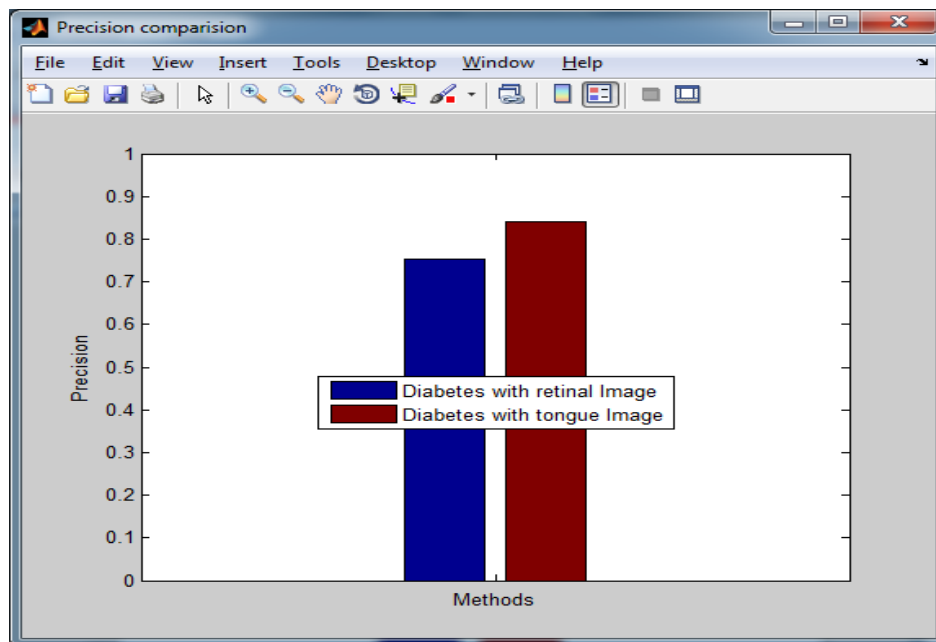 Precision comparision
File Edit View Insert Tools Desktop Window Help
1
0.9
0.8
0.7
0.6
0.5
0.4
0.3
0.2
0.1
0
Precision
Diabetes with retinal Image
Diabetes with tongue Image
Methods